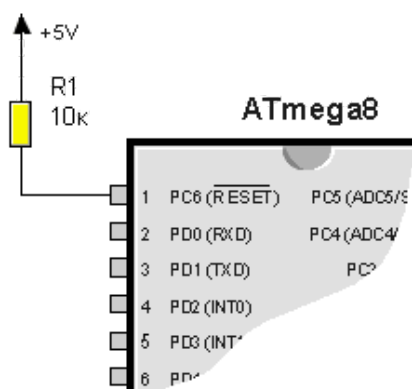 +5V
R1
10к
ATmega8
1 PC6 (RESET) PC5 (ADC5/S
2 PD0 (RXD) PC4 (ADC4/
3 PD1 (TXD)
4 PD2 (INT0)
5 PD3 (INT
6